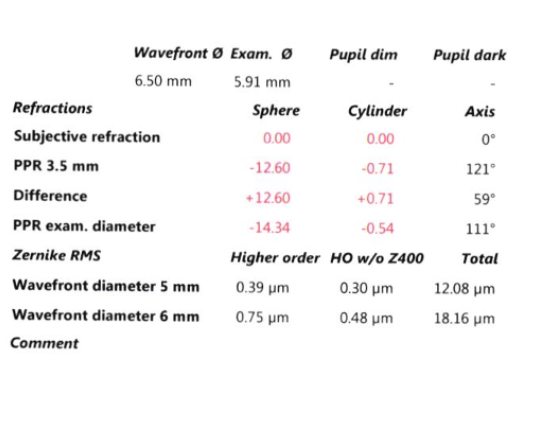 Wavefront Ø Exam. Ø Pupil dim Pupil dark
6.50 mm 5.91 mm - -
Refractions Sphere Cylinder Axis
Subjective refraction 0.00 0.00 0°
PPR 3.5 mm -12.60 -0.71 121°
Difference +12.60 +0.71 59°
PPR exam. diameter -14.34 -0.54 111°
Zernike RMS Higher order HO w/o Z400 Total
Wavefront diameter 5 mm 0.39 µm 0.30 µm 12.08 µm
Wavefront diameter 6 mm 0.75 µm 0.48 µm 18.16 µm
Comment